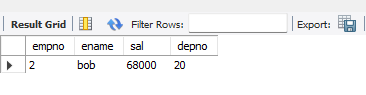 Result Grid Filter Rows: Export:
empno ename sal depno
2 bob 68000 20